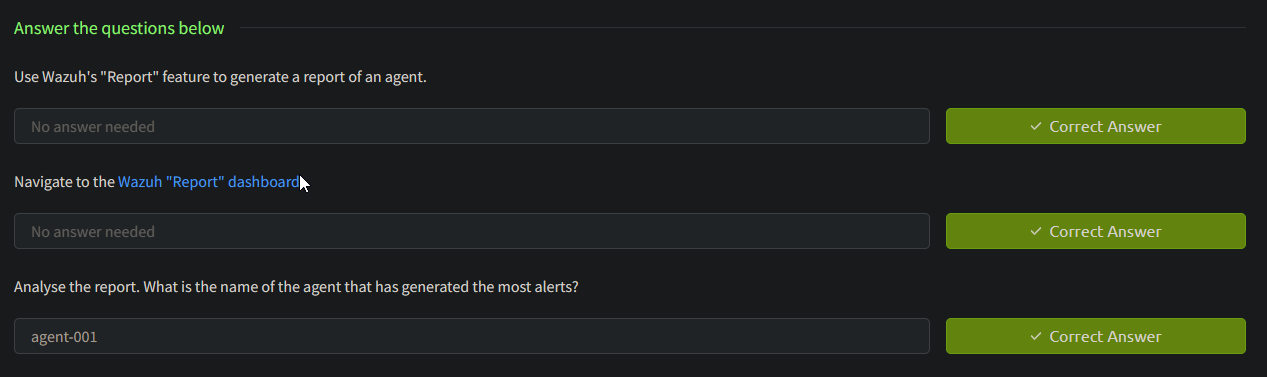 Answer the questions below
Use Wazuh's "Report" feature to generate a report of an agent.
No answer needed
Correct Answer
Navigate to the Wazuh "Report" dashboard
No answer needed
Correct Answer
Analyse the report. What is the name of the agent that has generated the most alerts?
agent-001
Correct Answer